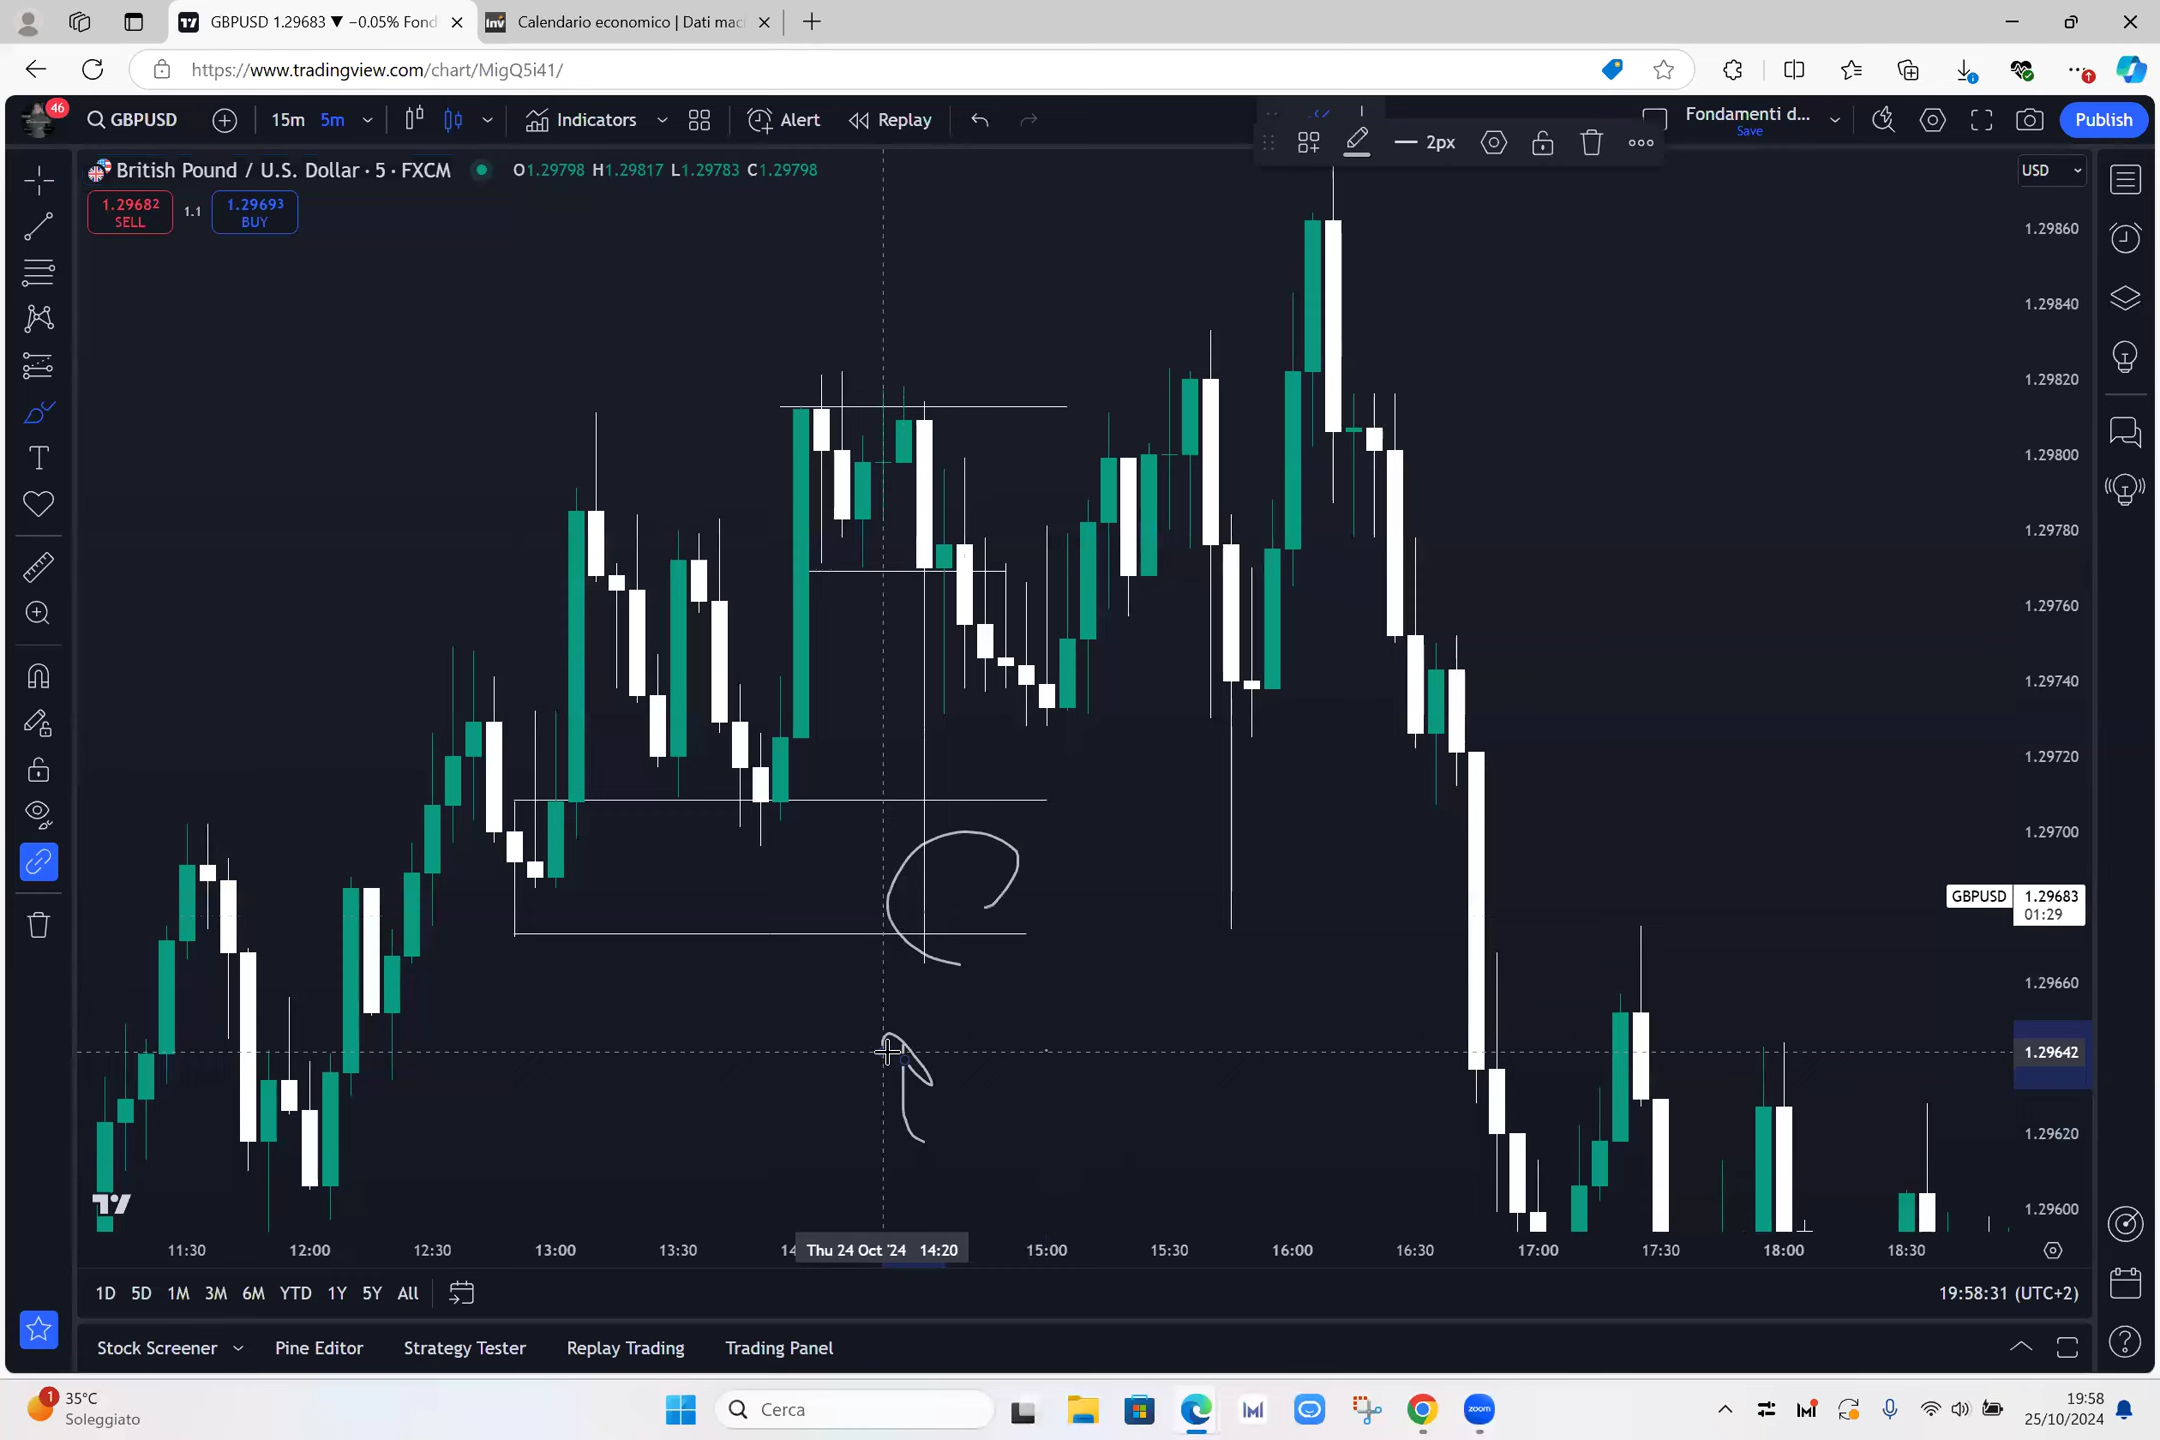 GBPUSD 1.29683 ▼ −0.05% Fond
Calendario economico | Dati mac
https://www.tradingview.com/chart/MigQ5i41/
46
GBPUSD
15m
5m
Indicators
Alert
Replay
2px
Fondamenti d...
Save
Publish
British Pound / U.S. Dollar · 5 · FXCM
O1.29798 H1.29817 L1.29783 C1.29798
USD
1.29682
SELL
1.1
1.29693
BUY
1.29860
1.29840
1.29820
1.29800
1.29780
1.29760
1.29740
1.29720
1.29700
GBPUSD
1.29683
01:29
1.29660
1.29642
1.29620
1.29600
11:30 12:00 12:30 13:00 13:30 14 Thu 24 Oct '24 14:20 15:00 15:30 16:00 16:30 17:00 17:30 18:00 18:30
1D 5D 1M 3M 6M YTD 1Y 5Y All
19:58:31 (UTC+2)
Stock Screener
Pine Editor
Strategy Tester
Replay Trading
Trading Panel
1
35°C
Soleggiato
Cerca
zoom
19:58
25/10/2024